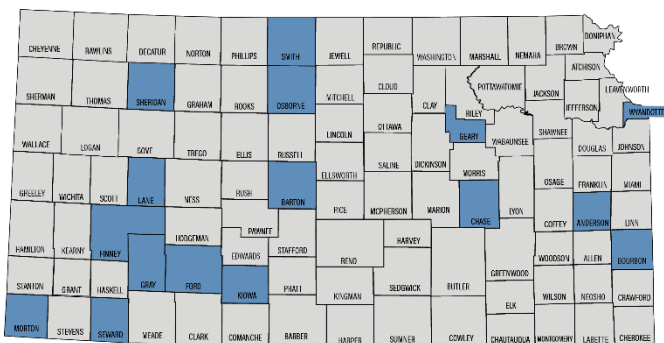 DONIPHAN
CHEYENNE RAWLINS DECATUR NORTON PHILLIPS SMITH JEWELL REPUBLIC WASHINGTON MARSHALL NEMAHA BROWN
ATCHISON
SHERMAN THOMAS SHERIDAN GRAHAM ROOKS OSBORNE MITCHELL CLOUD CLAY RILEY POTTAWATOMIE JACKSON JEFFERSON LEAVENWORTH WYANDOTTE
WALLACE LOGAN GOVE TREGO ELLIS RUSSELL LINCOLN OTTAWA GEARY WABAUNSEE SHAWNEE DOUGLAS JOHNSON
ELLSWORTH SALINE DICKINSON MORRIS
GREELEY WICHITA SCOTT LANE NESS RUSH BARTON RICE MCPHERSON MARION CHASE LYON OSAGE FRANKLIN MIAMI
HAMILTON KEARNY FINNEY HODGEMAN PAWNEE STAFFORD HARVEY COFFEY ANDERSON LINN
EDWARDS RENO GREENWOOD WOODSON ALLEN BOURBON
STANTON GRANT HASKELL GRAY FORD KIOWA PRATT KINGMAN SEDGWICK BUTLER ELK WILSON NEOSHO CRAWFORD
MORTON STEVENS SEWARD MEADE CLARK COMANCHE BARBER HARPER SUMNER COWLEY CHAUTAUQUA MONTGOMERY LABETTE CHEROKEE